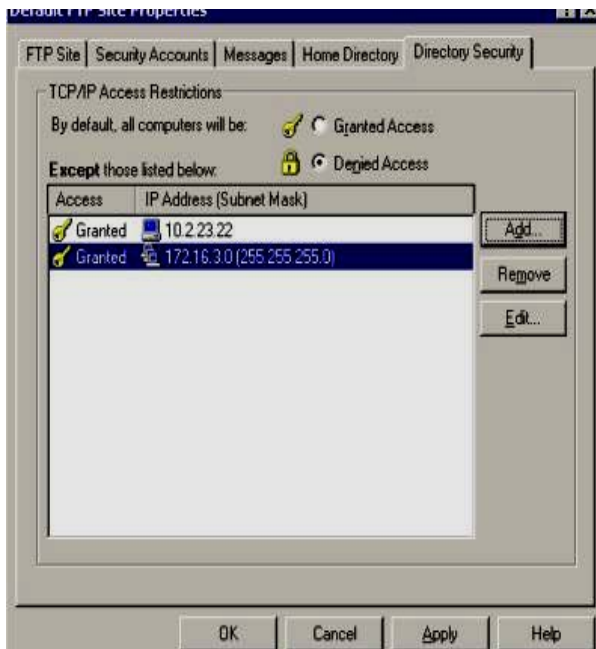 Default FTP Site Properties
FTP Site Security Accounts Messages Home Directory Directory Security
TCP/IP Access Restrictions
By default, all computers will be: Granted Access
Denied Access
Except those listed below:
Access IP Address (Subnet Mask)
Granted 10.2.23.22
Granted 172.16.3.0 (255.255.255.0)
Add...
Remove
Edit...
OK Cancel Apply Help